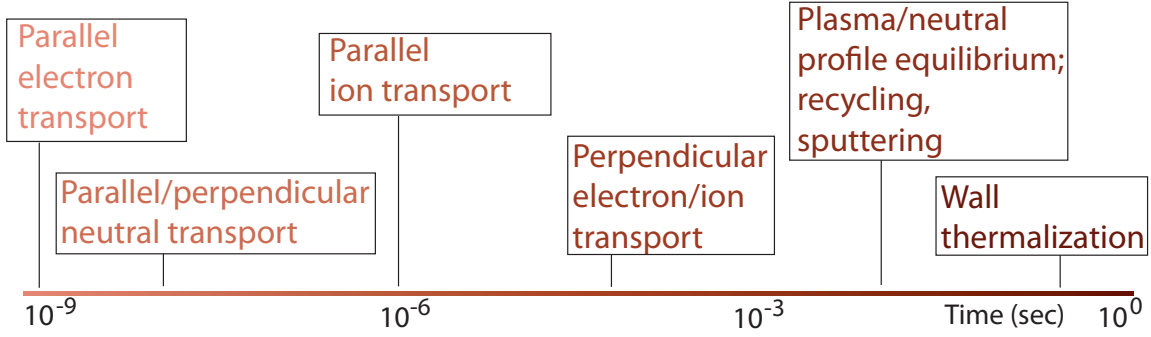 Parallel
electron
transport
Parallel/perpendicular
neutral transport
Parallel
ion transport
Perpendicular
electron/ion
transport
Plasma/neutral
profile equilibrium;
recycling,
sputtering
Wall
thermalization
10⁻⁹
10⁻⁶
10⁻³
Time (sec)
10⁰